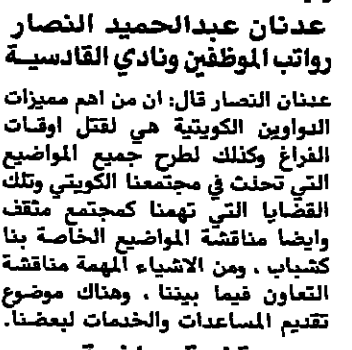 عدنان عبدالحميد النصار
رواتب الموظفين ونادي القادسية
عدنان النصار قال: ان من اهم مميزات
الدواوين الكويتية هي لقتل اوقات
الفراغ وكذلك لطرح جميع المواضيع
التي تحدث في مجتمعنا الكويتي وتلك
القضايا التي تهمنا كمجتمع مثقف
وايضا مناقشة المواضيع الخاصة بنا
كشباب ، ومن الاشياء المهمة مناقشة
التعاون فيما بيننا ، وهناك موضوع
تقديم المساعدات والخدمات لبعضنا.